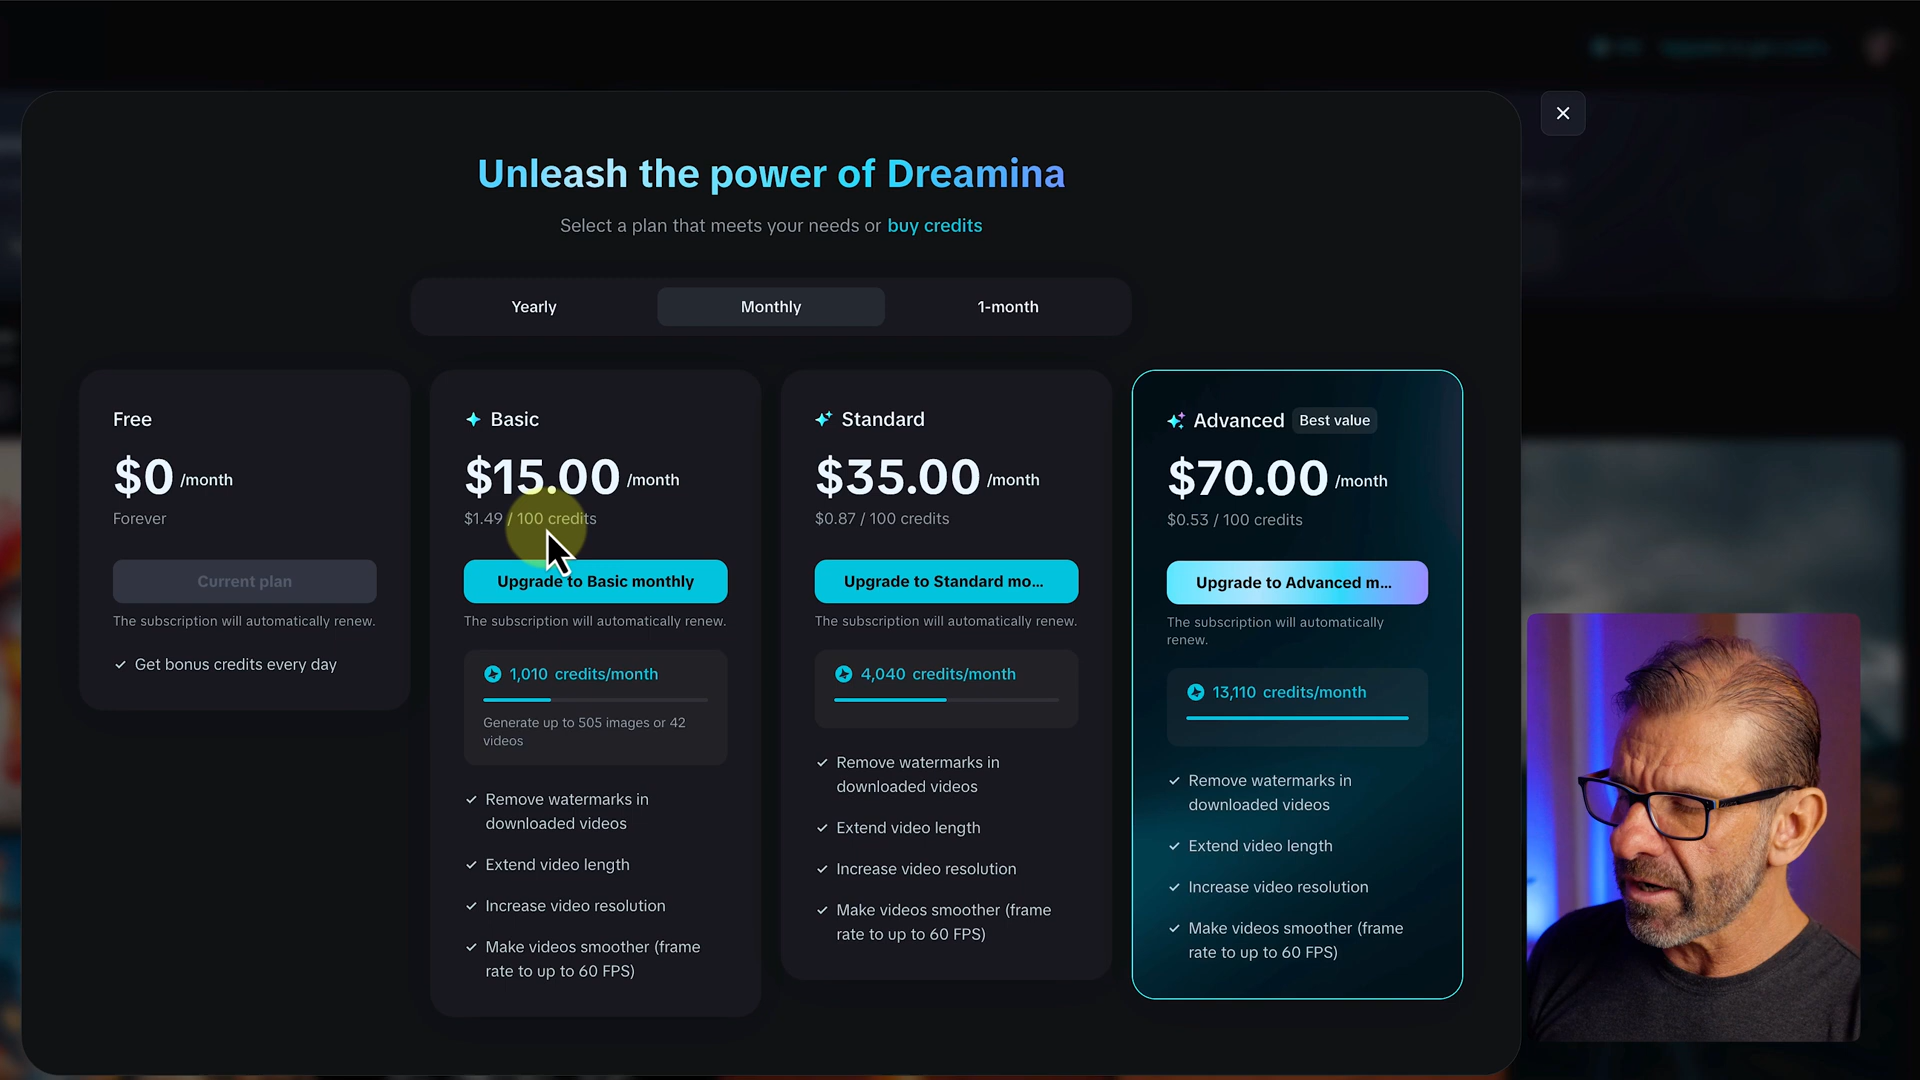 Unleash the power of Dreamina
Select a plan that meets your needs or buy credits
Yearly
Monthly
1-month
Free
$0 /month
Forever
Current plan
The subscription will automatically renew.
Get bonus credits every day
Basic
$15.00 /month
$1.49 / 100 credits
Upgrade to Basic monthly
The subscription will automatically renew.
1,010 credits/month
Generate up to 505 images or 42
videos
Remove watermarks in
downloaded videos
Extend video length
Increase video resolution
Make videos smoother (frame
rate to up to 60 FPS)
Standard
$35.00 /month
$0.87 / 100 credits
Upgrade to Standard mo...
The subscription will automatically renew.
4,040 credits/month
Remove watermarks in
downloaded videos
Extend video length
Increase video resolution
Make videos smoother (frame
rate to up to 60 FPS)
Advanced Best value
$70.00 /month
$0.53 / 100 credits
Upgrade to Advanced m...
The subscription will automatically
renew.
13,110 credits/month
Remove watermarks in
downloaded videos
Extend video length
Increase video resolution
Make videos smoother (frame
rate to up to 60 FPS)